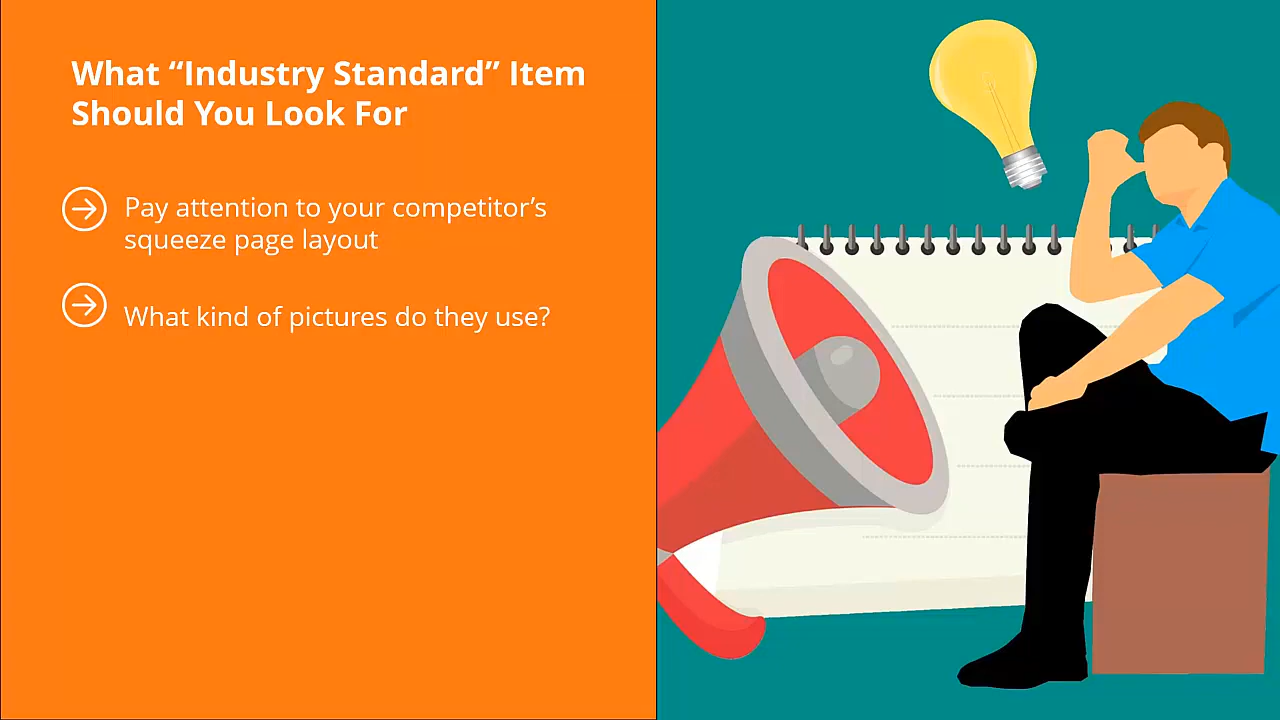 What “Industry Standard” Item
Should You Look For
Pay attention to your competitor’s
squeeze page layout
What kind of pictures do they use?